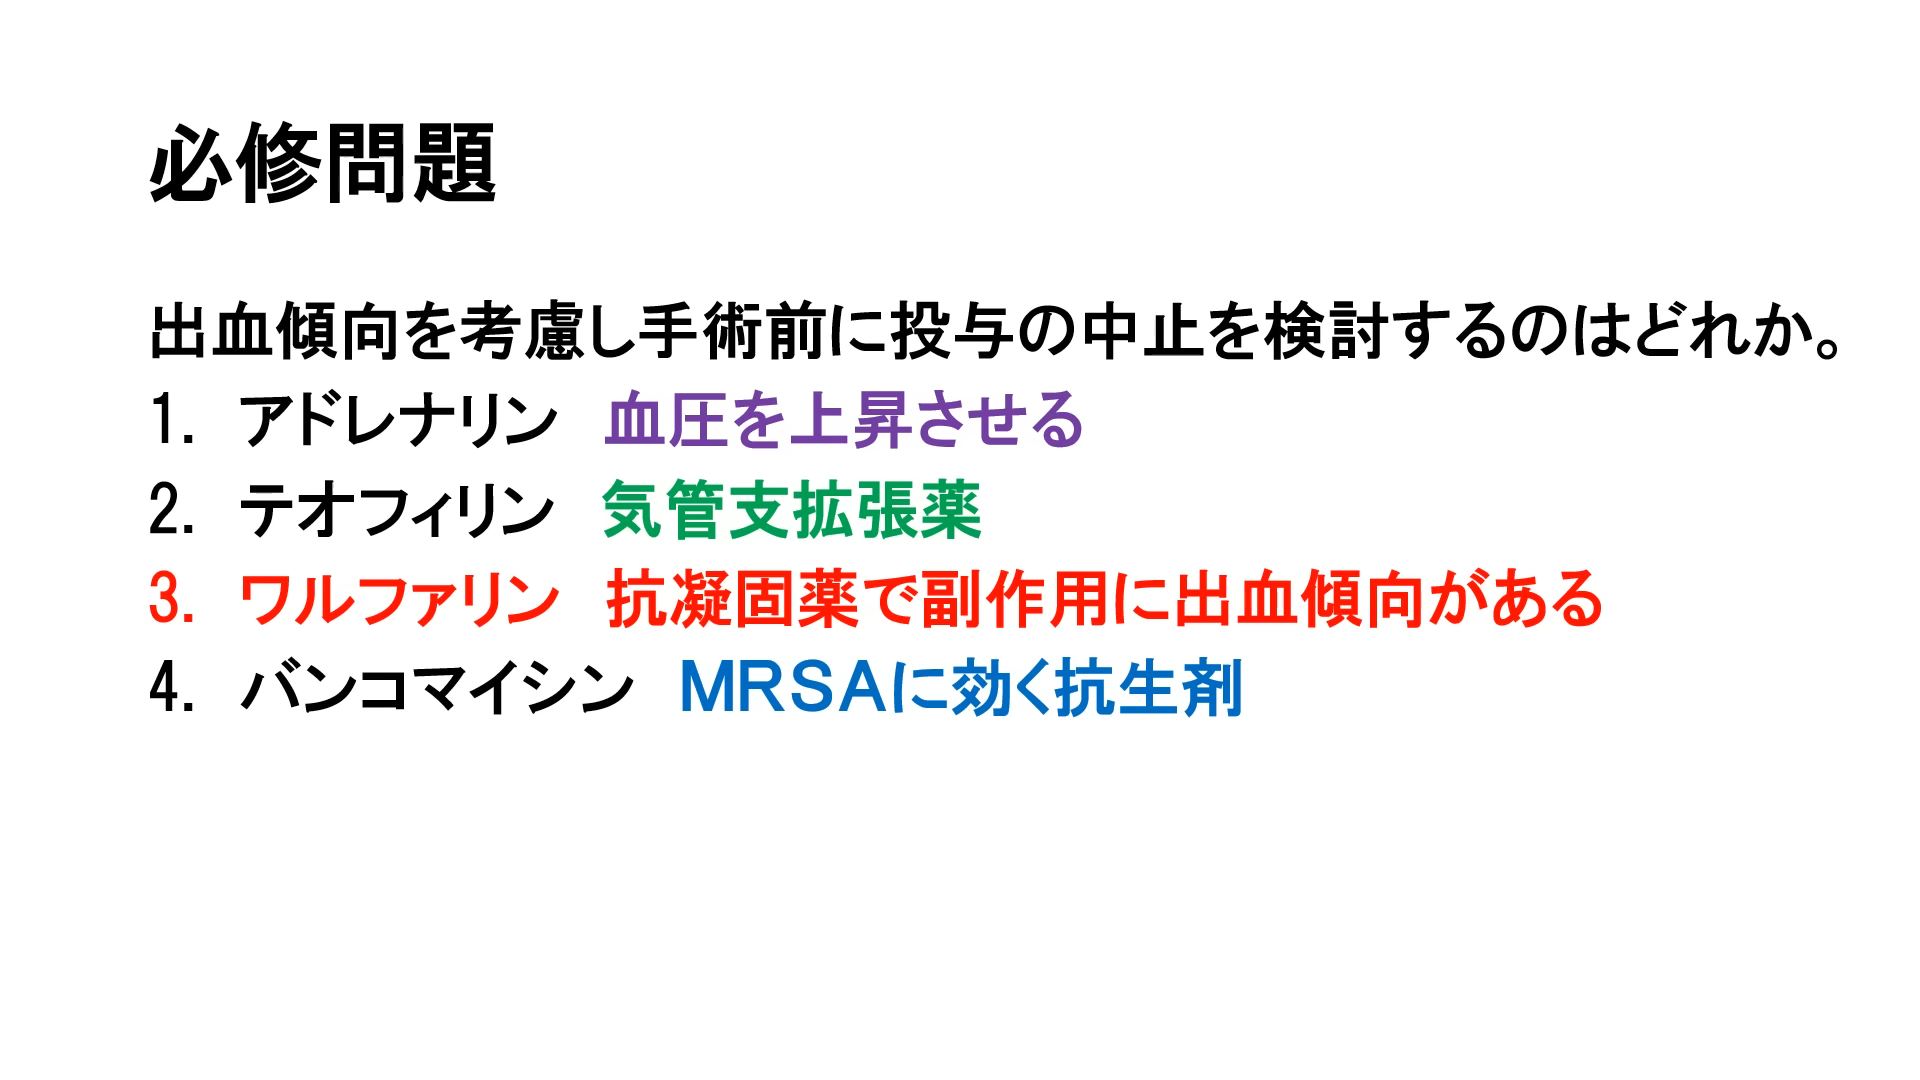 必修問題
出血傾向を考慮し手術前に投与の中止を検討するのはどれか。
1. アドレナリン　血圧を上昇させる
2. テオフィリン　気管支拡張薬
3. ワルファリン　抗凝固薬で副作用に出血傾向がある
4. バンコマイシン　ＭＲＳＡに効く抗生剤